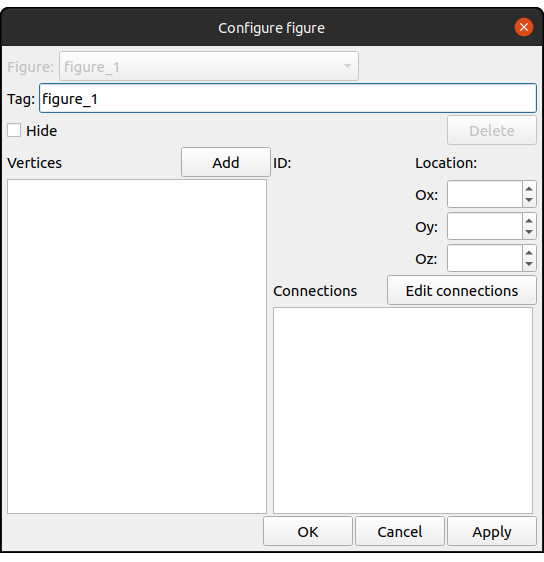 Configure figure
Figure: figure_1
Tag: figure_1
Hide
Delete
Vertices
Add
ID:
Location:
Ox:
Oy:
Oz:
Connections
Edit connections
OK
Cancel
Apply